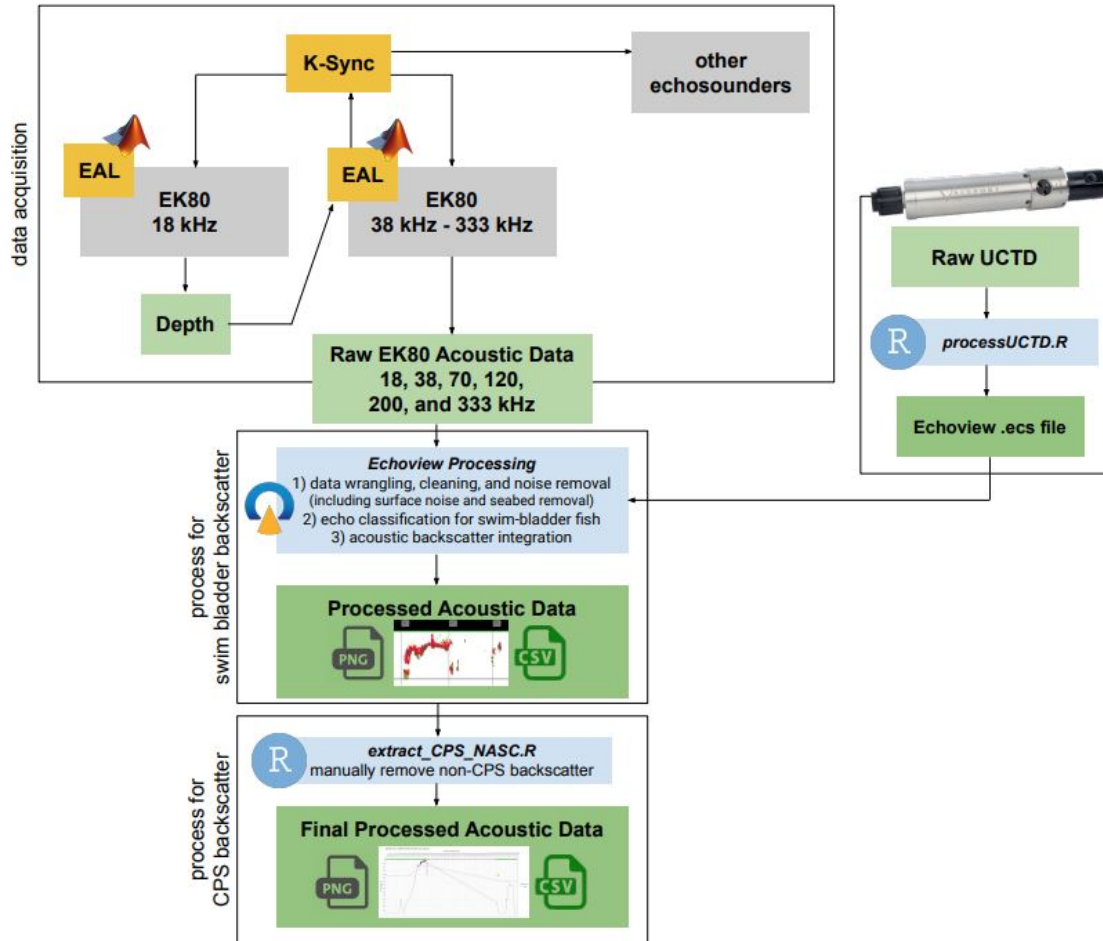 data acquisition
K-Sync
other
echosounders
EAL
EK80
18 kHz
EAL
EK80
38 kHz - 333 kHz
Depth
Raw EK80 Acoustic Data
18, 38, 70, 120,
200, and 333 kHz
Raw UCTD
R
processUCTD.R
Echoview .ecs file
process for
swim bladder backscatter
Echoview Processing
1) data wrangling, cleaning, and noise removal
(including surface noise and seabed removal)
2) echo classification for swim-bladder fish
3) acoustic backscatter integration
Processed Acoustic Data
PNG
CSV
process for
CPS backscatter
R
extract_CPS_NASC.R
manually remove non-CPS backscatter
Final Processed Acoustic Data
PNG
CSV